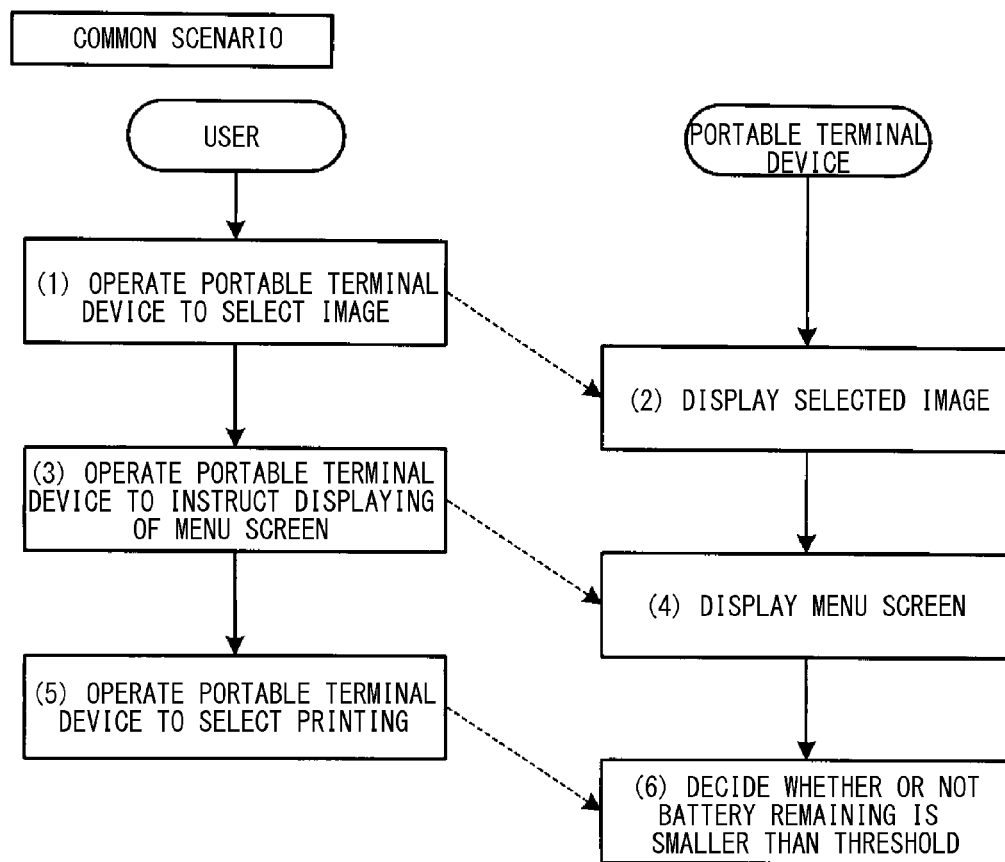 COMMON SCENARIO
USER
PORTABLE TERMINAL
DEVICE
(1) OPERATE PORTABLE TERMINAL
DEVICE TO SELECT IMAGE
(2) DISPLAY SELECTED IMAGE
(3) OPERATE PORTABLE TERMINAL
DEVICE TO INSTRUCT DISPLAYING
OF MENU SCREEN
(4) DISPLAY MENU SCREEN
(5) OPERATE PORTABLE TERMINAL
DEVICE TO SELECT PRINTING
(6) DECIDE WHETHER OR NOT
BATTERY REMAINING IS
SMALLER THAN THRESHOLD